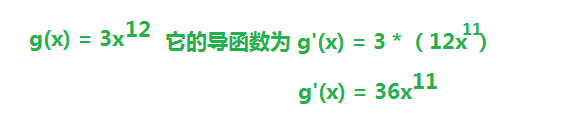 g(x) = 3x¹² 它的导函数为 g'(x) = 3 *（12x¹¹）
g'(x) = 36x¹¹